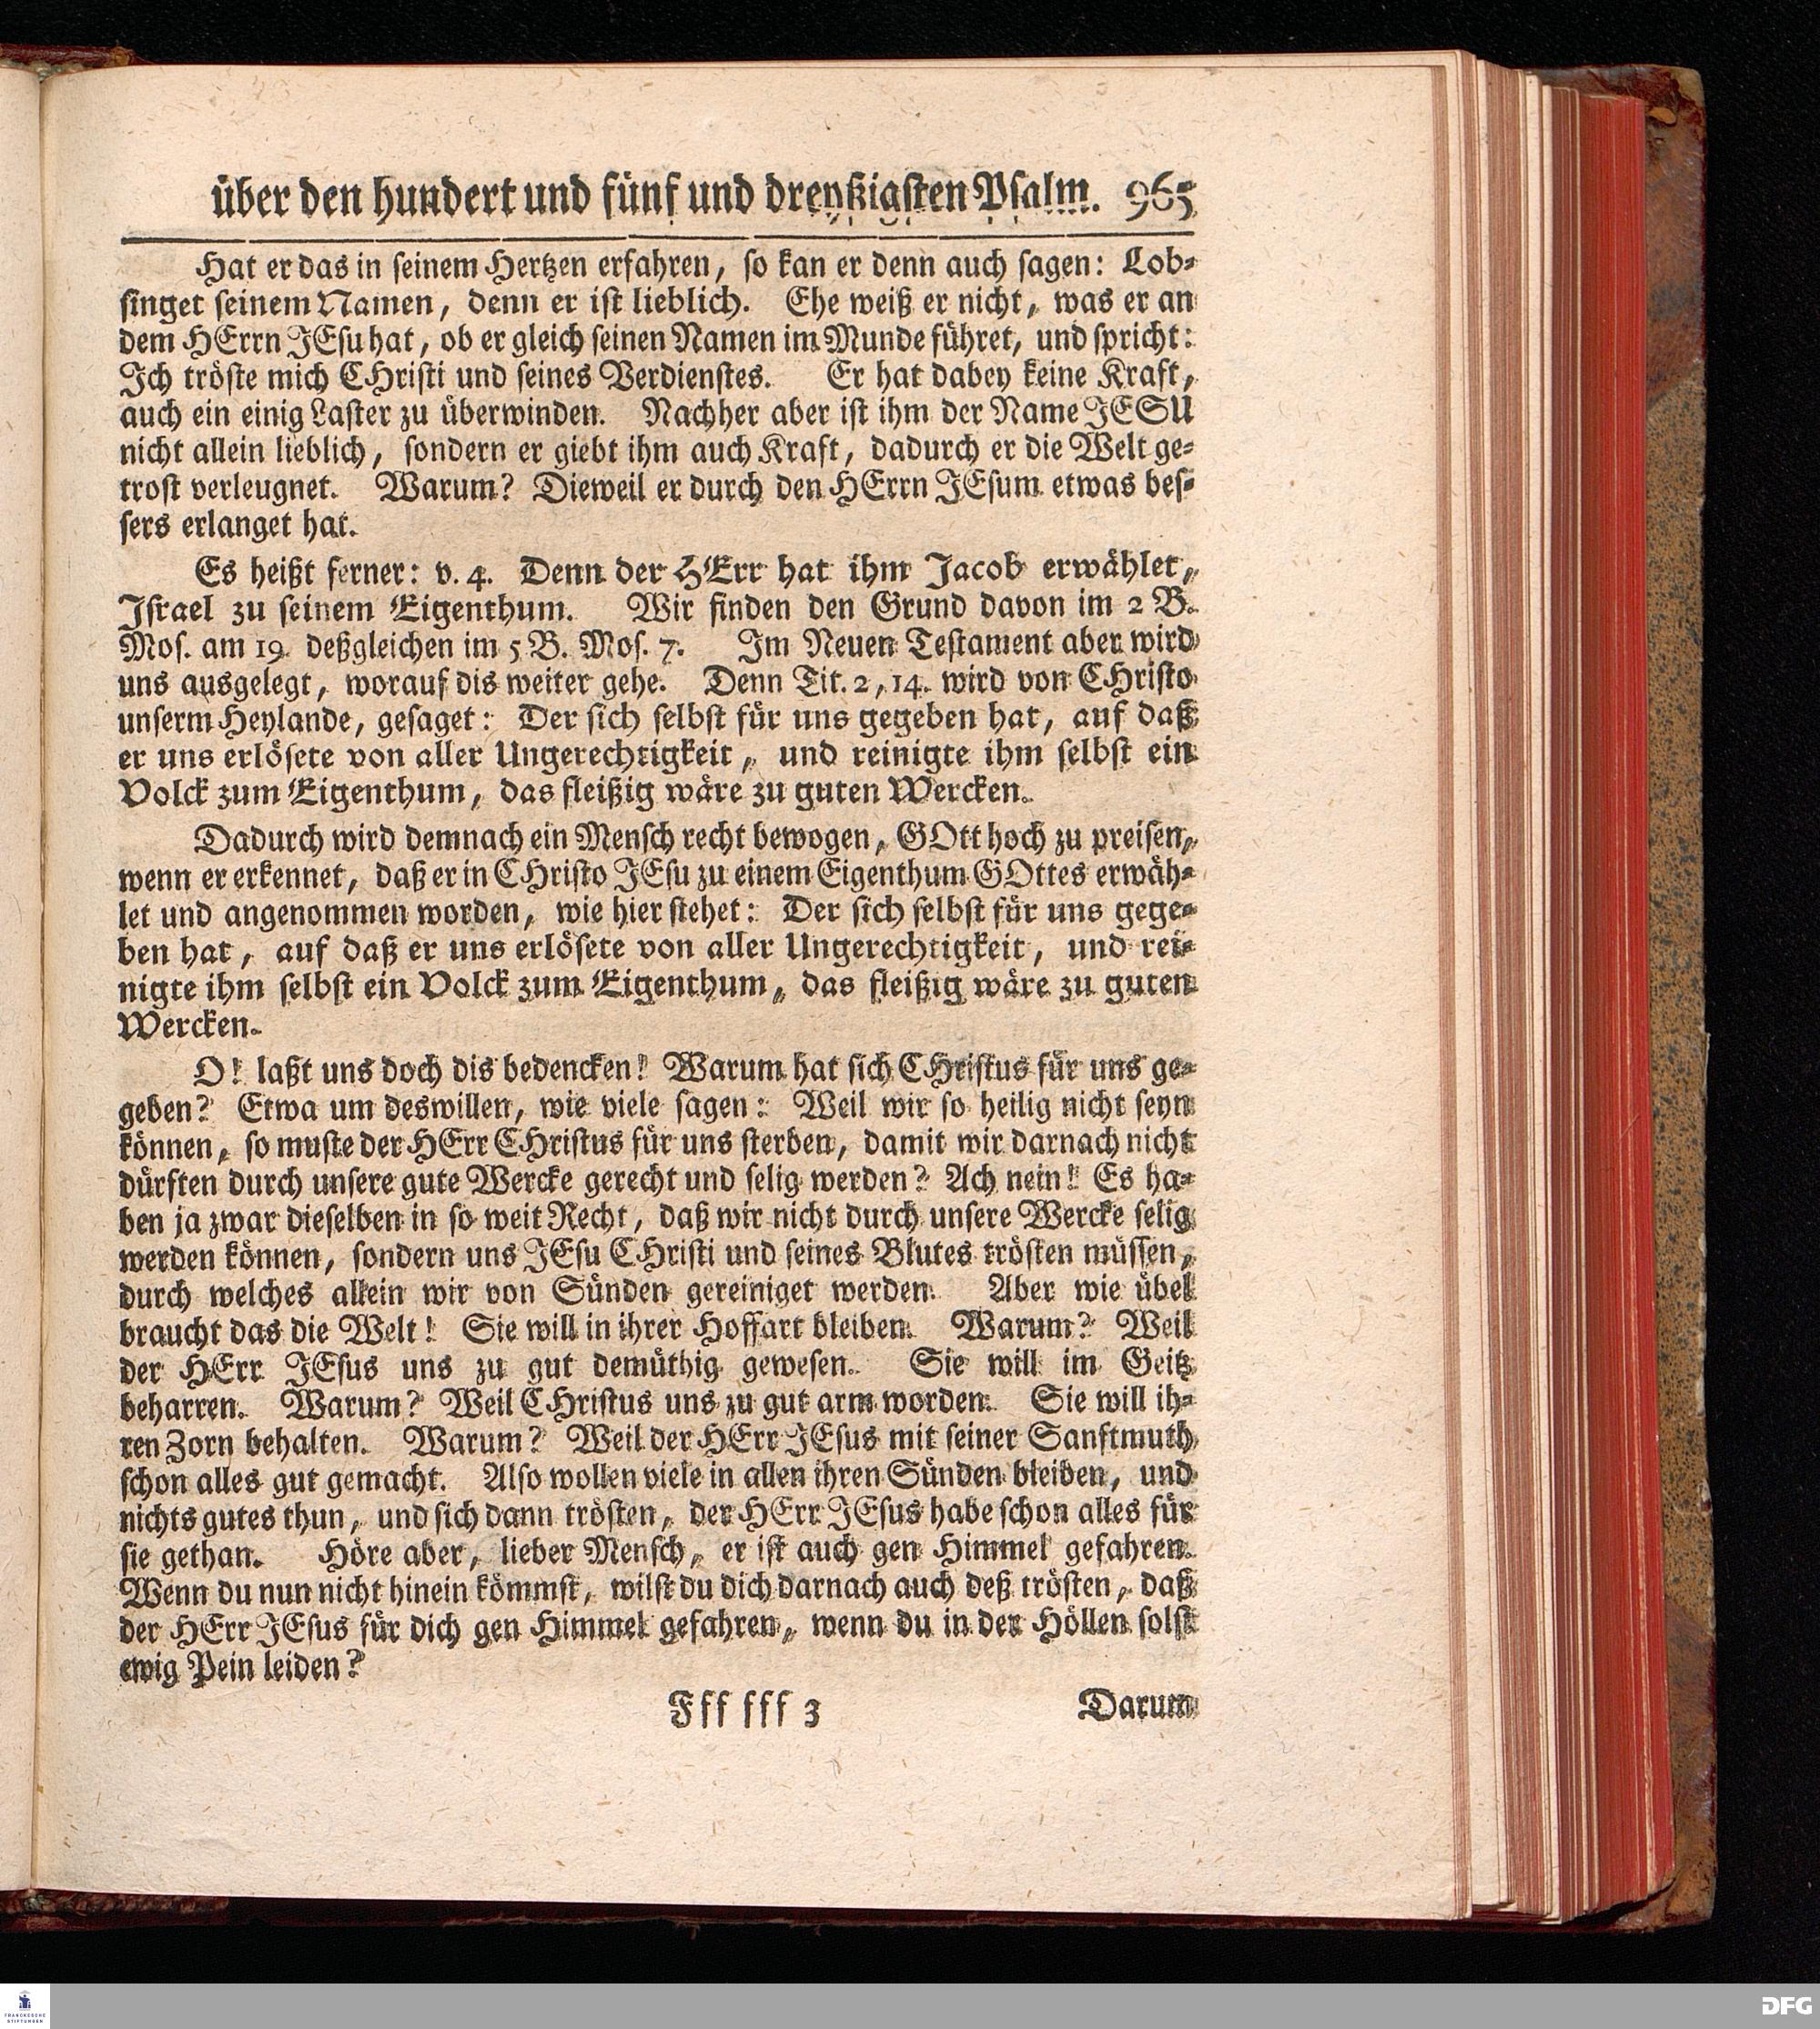 über den hundert und fünf und dreyßigsten Psalm. 965
Hat er das in seinem Hertzen erfahren, so kan er denn auch sagen: Lob-
singet seinem Namen, denn er ist lieblich. Ehe weiß er nicht, was er an
dem HErrn JEsu hat, ob er gleich seinen Namen im Munde führet, und spricht:
Ich tröste mich CHristi und seines Verdienstes. Er hat dabey keine Kraft,
auch ein einig Laster zu überwinden. Nachher aber ist ihm der Name JESU
nicht allein lieblich, sondern er giebt ihm auch Kraft, dadurch er die Welt ge-
trost verleugnet. Warum? Dieweil er durch den HErrn JEsum etwas bes-
sers erlanget hat.
Es heißt ferner: v. 4. Denn der HErr hat ihm Jacob erwählet,
Israel zu seinem Eigenthum. Wir finden den Grund davon im 2 B.
Mos. am 19. deßgleichen im 5 B. Mos. 7. Im Neuen Testament aber wird
uns ausgelegt, worauf dis weiter gehe. Denn Tit. 2, 14. wird von CHristo
unserm Heylande, gesaget: Der sich selbst für uns gegeben hat, auf daß
er uns erlösete von aller Ungerechtigkeit, und reinigte ihm selbst ein
Volck zum Eigenthum, das fleißig wäre zu guten Wercken.
Dadurch wird demnach ein Mensch recht bewogen, GOtt hoch zu preisen,
wenn er erkennet, daß er in CHristo JEsu zu einem Eigenthum GOttes erwäh-
let und angenommen worden, wie hier stehet: Der sich selbst für uns gege-
ben hat, auf daß er uns erlösete von aller Ungerechtigkeit, und rei-
nigte ihm selbst ein Volck zum Eigenthum, das fleißig wäre zu guten
Wercken.
O! laßt uns doch dis bedencken! Warum hat sich CHristus für uns ge-
geben? Etwa um deswillen, wie viele sagen: Weil wir so heilig nicht seyn
können, so muste der HErr CHristus für uns sterben, damit wir darnach nicht
dürften durch unsere gute Wercke gerecht und selig werden? Ach nein! Es ha-
ben ja zwar dieselben in so weit Recht, daß wir nicht durch unsere Wercke selig
werden können, sondern uns JEsu CHristi und seines Blutes trösten müssen,
durch welches allein wir von Sünden gereiniget werden. Aber wie übel
braucht das die Welt! Sie will in ihrer Hoffart bleiben. Warum? Weil
der HErr JEsus uns zu gut demüthig gewesen. Sie will im Geitz
beharren. Warum? Weil CHristus uns zu gut arm worden. Sie will ih-
ren Zorn behalten. Warum? Weil der HErr JEsus mit seiner Sanftmuth
schon alles gut gemacht. Also wollen viele in allen ihren Sünden bleiben, und
nichts gutes thun, und sich dann trösten, der HErr JEsus habe schon alles für
sie gethan. Höre aber, lieber Mensch, er ist auch gen Himmel gefahren.
Wenn du nun nicht hinein kömmst, wilst du dich darnach auch deß trösten, daß
der HErr JEsus für dich gen Himmel gefahren, wenn du in der Höllen solst
ewig Pein leiden?
Fff fff 3 Darum
FRANCKESCHE
STIFTUNGEN
DFG